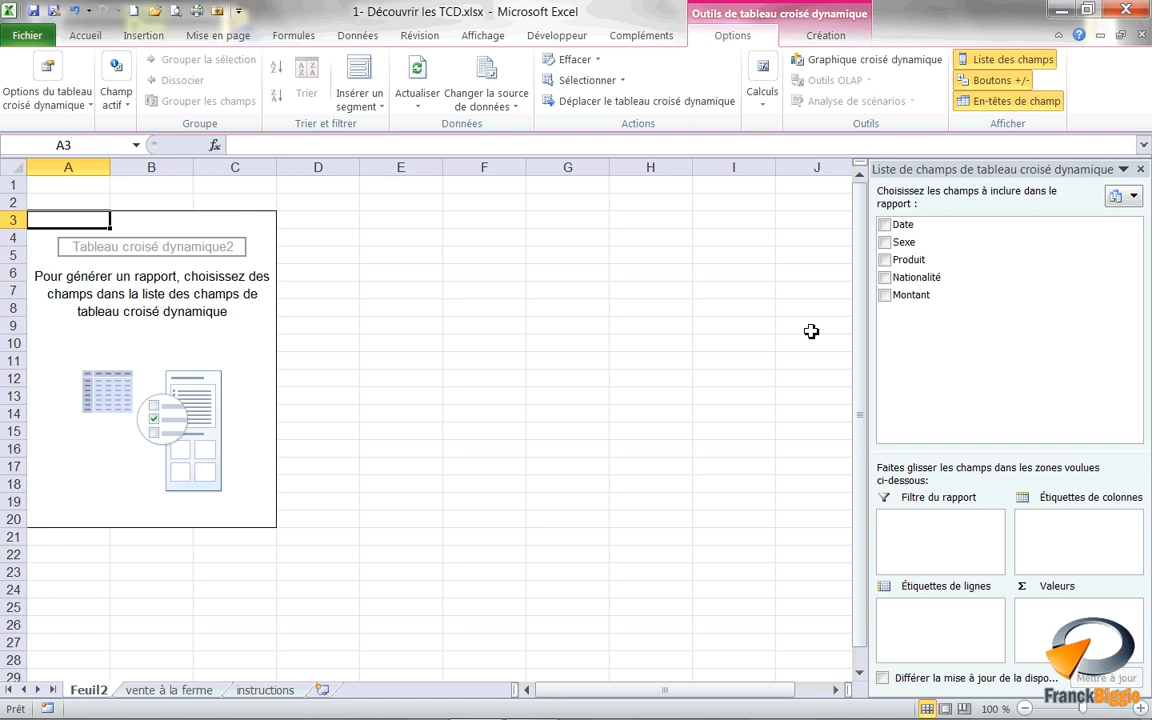 1- Découvrir les TCD.xlsx - Microsoft Excel
Outils de tableau croisé dynamique
Fichier Accueil Insertion Mise en page Formules Données Révision Affichage Développeur Compléments Options Création
Options du tableau croisé dynamique
Champ actif
Grouper la sélection
Dissocier
Grouper les champs
Groupe
Trier
Insérer un segment
Trier et filtrer
Actualiser
Changer la source de données
Données
Effacer
Sélectionner
Déplacer le tableau croisé dynamique
Actions
Calculs
Graphique croisé dynamique
Outils OLAP
Analyse de scénarios
Outils
Liste des champs
Boutons +/-
En-têtes de champ
Afficher
A3
fx
A B C D E F G H I J
1
2
3
4
5
6
7
8
9
10
11
12
13
14
15
16
17
18
19
20
21
22
23
24
25
26
27
28
29
Tableau croisé dynamique2
Pour générer un rapport, choisissez des
champs dans la liste des champs de
tableau croisé dynamique
Liste de champs de tableau croisé dynamique
Choisissez les champs à inclure dans le
rapport :
Date
Sexe
Produit
Nationalité
Montant
Faites glisser les champs dans les zones voulues
ci-dessous:
Filtre du rapport
Étiquettes de colonnes
Étiquettes de lignes
Σ Valeurs
Différer la mise à jour de la dispo...
Mettre à jour
FranckBiggio
Feuil2 vente à la ferme instructions
Prêt
100 %